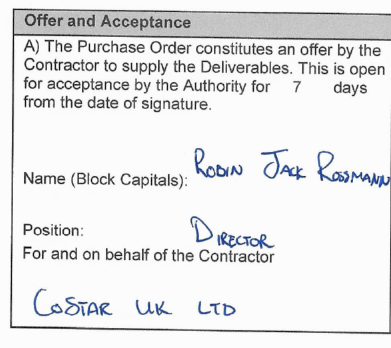 Offer and Acceptance
A) The Purchase Order constitutes an offer by the
Contractor to supply the Deliverables. This is open
for acceptance by the Authority for 7 days
from the date of signature.
Name (Block Capitals): ROBIN JACK ROSSMANN
Position: DIRECTOR
For and on behalf of the Contractor
COSTAR UK LTD